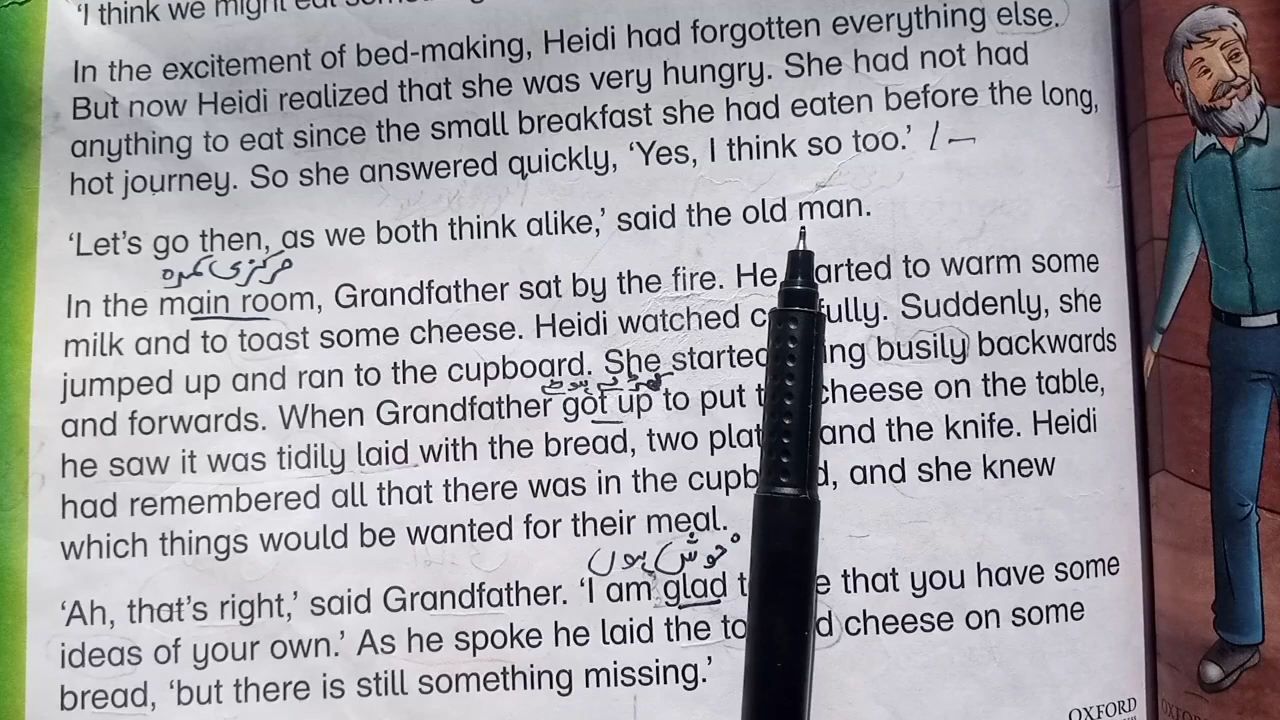 'I think we might eat
In the excitement of bed-making, Heidi had forgotten everything else.
But now Heidi realized that she was very hungry. She had not had
anything to eat since the small breakfast she had eaten before the long,
hot journey. So she answered quickly, 'Yes, I think so too.' 1-
'Let's go then, as we both think alike,' said the old man.
مرکزی کمرہ
In the main room, Grandfather sat by the fire. He arted to warm some
milk and to toast some cheese. Heidi watched c fully. Suddenly, she
jumped up and ran to the cupboard. She started ing busily backwards
and forwards. When Grandfather got up to put t cheese on the table,
he saw it was tidily laid with the bread, two plat and the knife. Heidi
had remembered all that there was in the cupb d, and she knew
which things would be wanted for their meal.
خوش ہوں
'Ah, that's right,' said Grandfather. 'I am glad t e that you have some
ideas of your own.' As he spoke he laid the to d cheese on some
bread, 'but there is still something missing.'
OXFORD